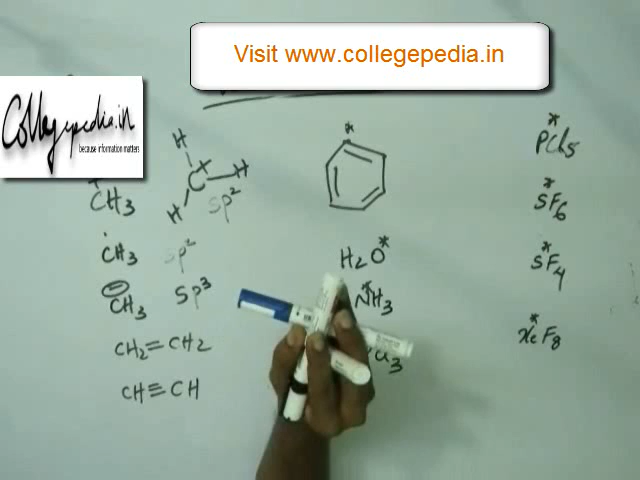 Visit www.collegepedia.in
Collegepedia.in
because information matters
+
CH3
H
H
C+
H
sp2
*
PCl5
*
SF6
CH3
sp2
H2O*
*
SF4
CH3
sp3
*
NH3
CH2=CH2
*
XeF8
CH≡CH